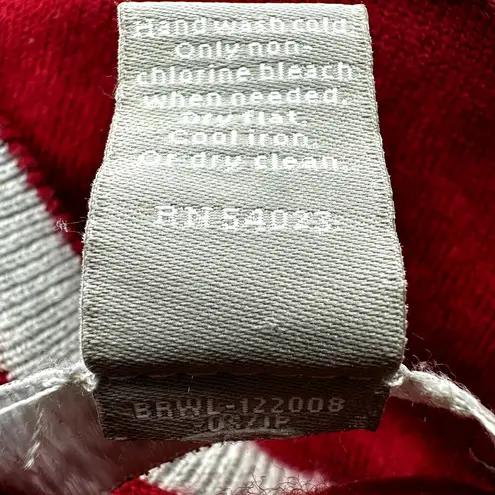 Hand wash cold.
Only non-
chlorine bleach
when needed.
Dry flat.
Cool iron.
Or dry clean.
RN 54023
BRWL-122008